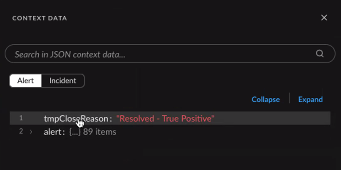 CONTEXT DATA
Search in JSON context data...
Alert Incident
Collapse Expand
1 tmpCloseReason: "Resolved - True Positive"
2 alert: [...] 89 items